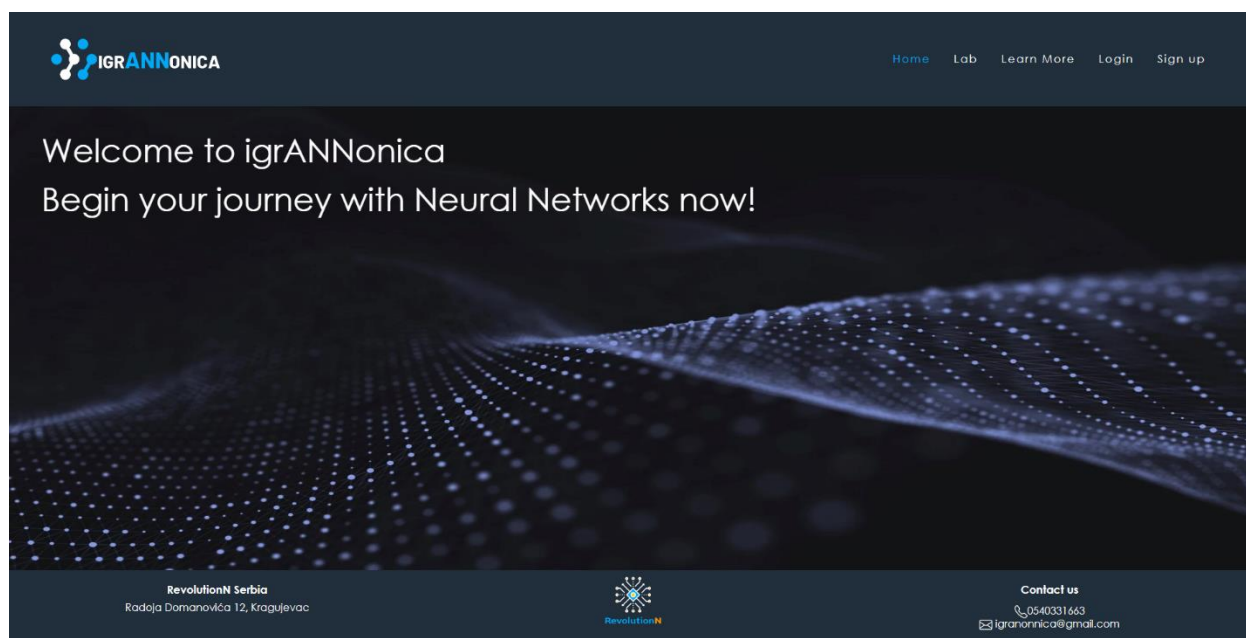 IGRANNONICA
Home Lab Learn More Login Sign up
Welcome to igrANNonica
Begin your journey with Neural Networks now!
RevolutionN Serbia
Radoja Domanovića 12, Kragujevac
RevolutionN
Contact us
0540331663
igranonnica@gmail.com